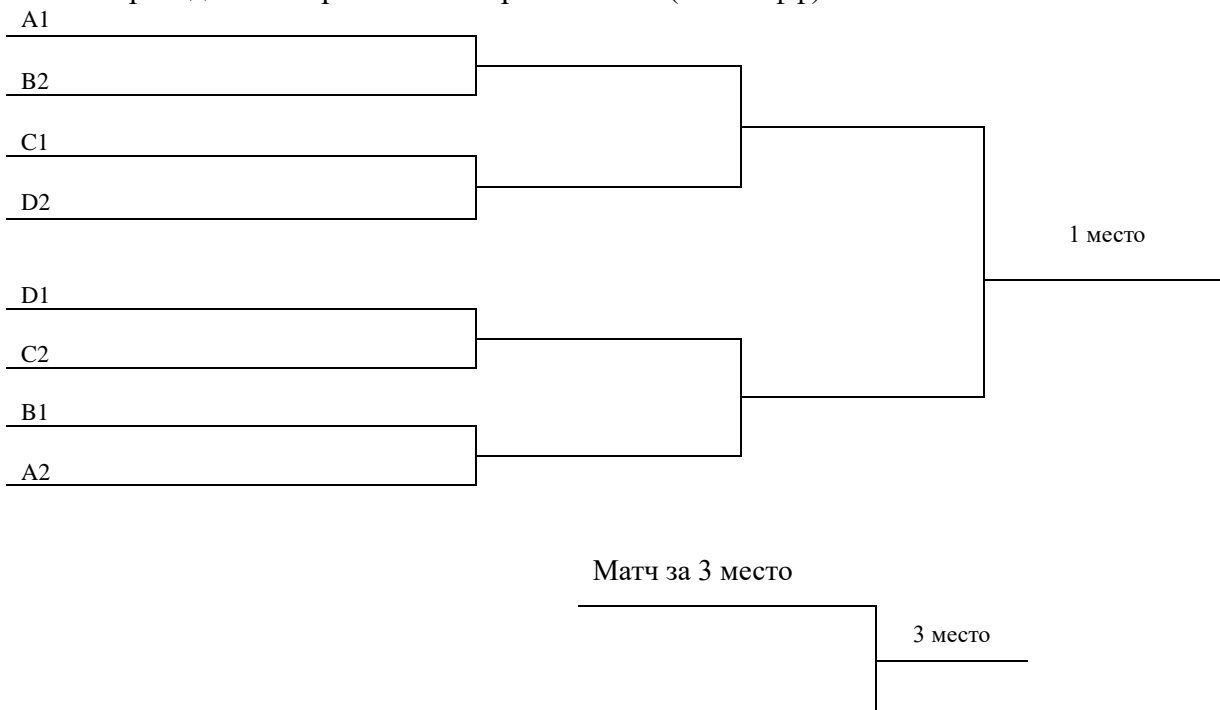 A1
B2
C1
D2
1 место
D1
C2
B1
A2
Матч за 3 место
3 место